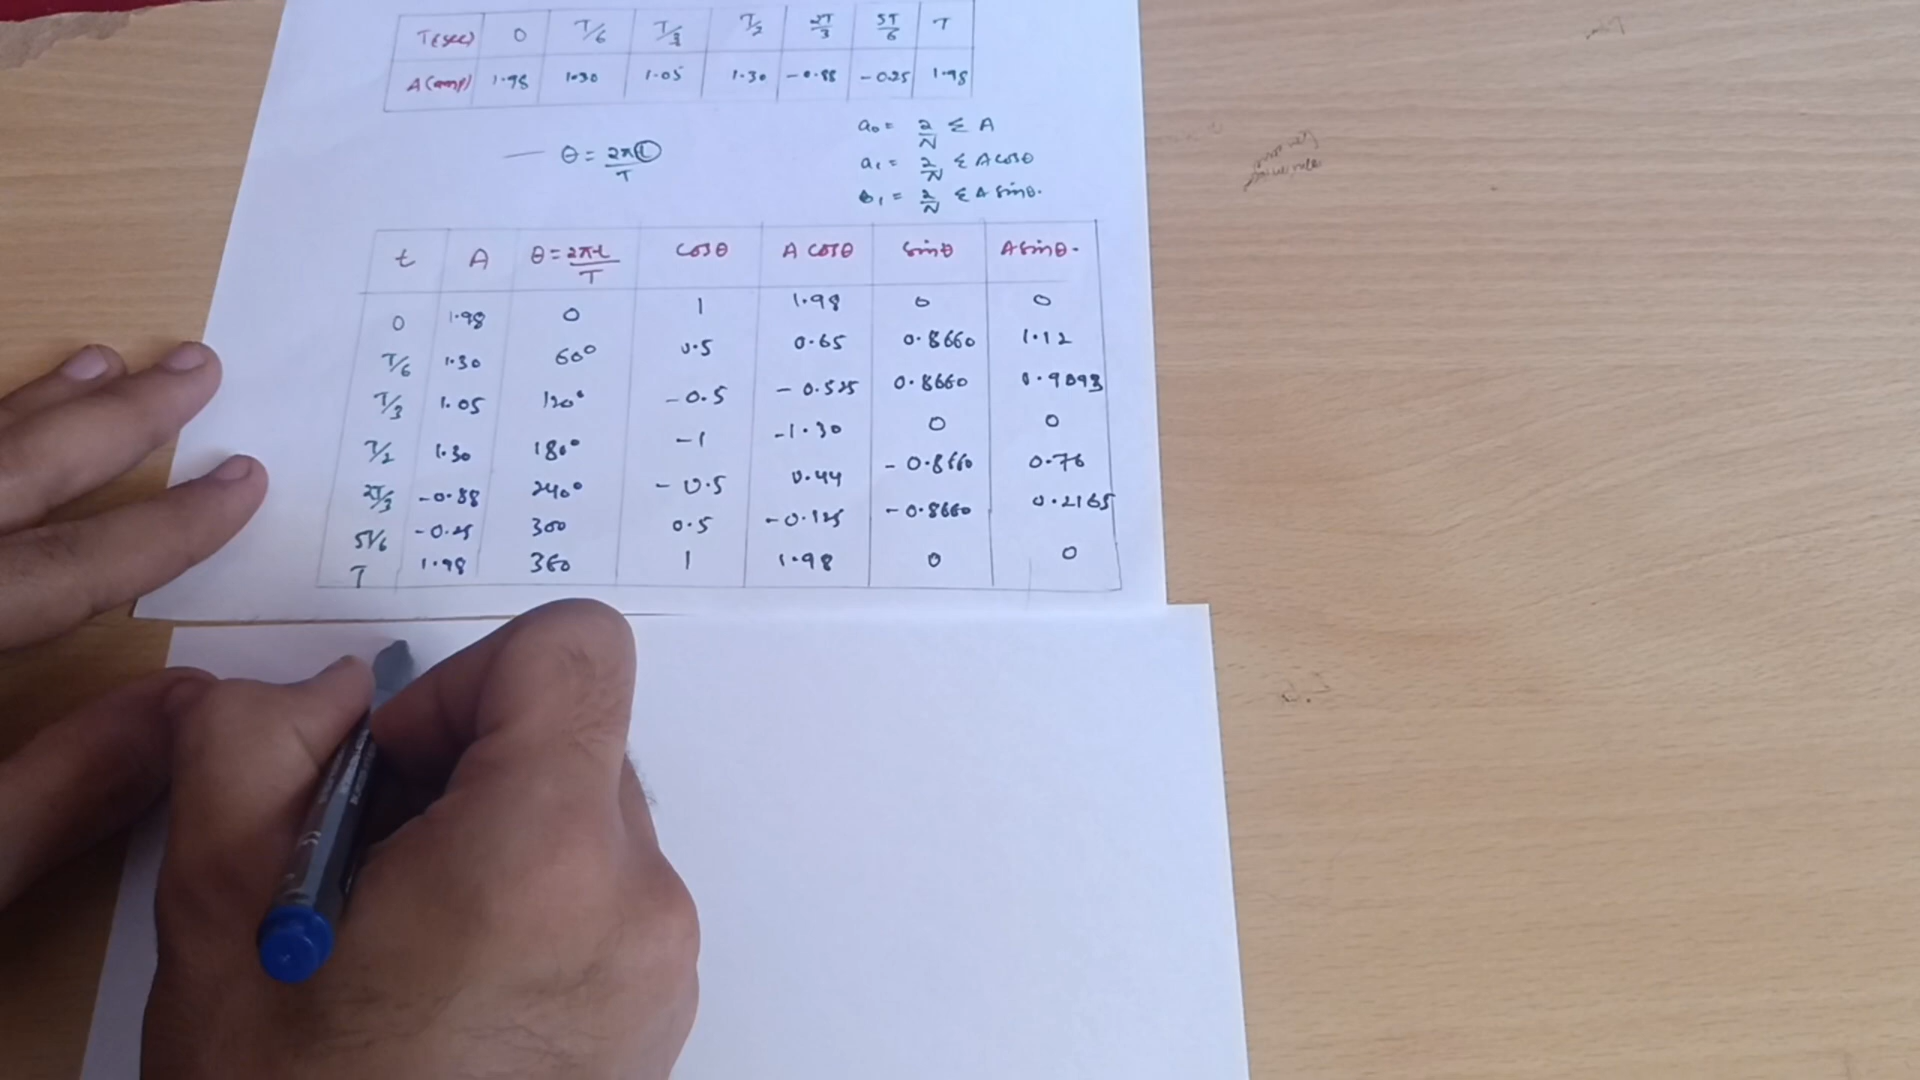 T(sec) 0 T/6 T/3 T/2 2T/3 5T/6 T
A(amp) 1.98 1.30 1.05 1.30 -0.88 -0.25 1.98
a0 = 2/N Σ A
θ = 2πt/T
a1 = 2/N Σ A cosθ
b1 = 2/N Σ A sinθ.
t A θ = 2πt/T cosθ A cosθ sinθ A sinθ.
0 1.98 0 1 1.98 0 0
T/6 1.30 60° 0.5 0.65 0.8660 1.12
T/3 1.05 120° -0.5 -0.525 0.8660 0.9093
T/2 1.30 180° -1 -1.30 0 0
2T/3 -0.88 240° -0.5 0.44 -0.8660 0.76
5T/6 -0.25 300 0.5 -0.125 -0.8660 0.2165
T 1.98 360 1 1.98 0 0